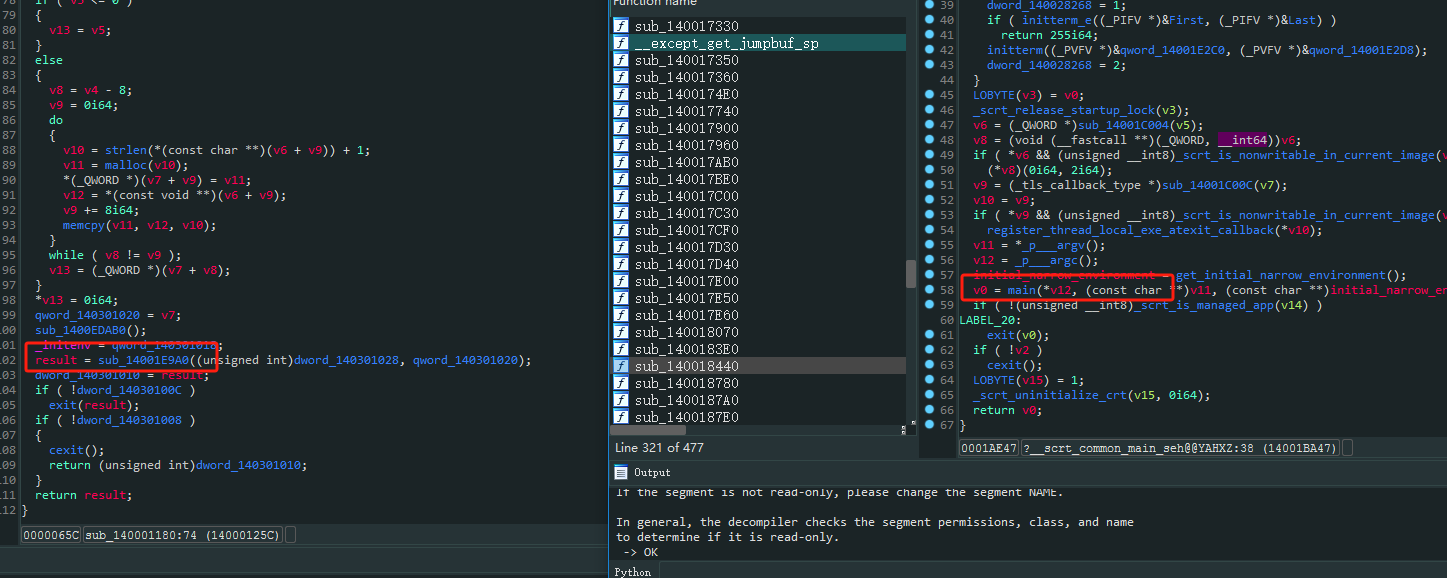 78 if ( v5 <= 0 )
79 {
80 v13 = v5;
81 }
82 else
83 {
84 v8 = v4 - 8;
85 v9 = 0i64;
86 do
87 {
88 v10 = strlen(*(const char **)(v6 + v9)) + 1;
89 v11 = malloc(v10);
90 *(_QWORD *)(v7 + v9) = v11;
91 v12 = *(const void **)(v6 + v9);
92 v9 += 8i64;
93 memcpy(v11, v12, v10);
94 }
95 while ( v8 != v9 );
96 v13 = (_QWORD *)(v7 + v8);
97 }
98 *v13 = 0i64;
99 qword_140301020 = v7;
100 sub_1400EDAB0();
101 _initenv = qword_140301018;
102 result = sub_14001E9A0((unsigned int)dword_140301028, qword_140301020);
103 dword_140301010 = result;
104 if ( !dword_14030100C )
105 exit(result);
106 if ( !dword_140301008 )
107 {
108 cexit();
109 return (unsigned int)dword_140301010;
110 }
111 return result;
112 }
0000065C sub_140001180:74 (14000125C)
Function name
f sub_140017330
f __except_get_jumpbuf_sp
f sub_140017350
f sub_140017360
f sub_1400174E0
f sub_140017740
f sub_140017900
f sub_140017960
f sub_140017AB0
f sub_140017BE0
f sub_140017C00
f sub_140017C30
f sub_140017CF0
f sub_140017D30
f sub_140017D40
f sub_140017E00
f sub_140017E50
f sub_140017E60
f sub_140018070
f sub_1400183E0
f sub_140018440
f sub_140018780
f sub_1400187A0
f sub_1400187E0
Line 321 of 477
39 dword_140028268 = 1;
40 if ( initterm_e((_PIFV *)&First, (_PIFV *)&Last) )
41 return 255i64;
42 initterm((_PVFV *)&qword_14001E2C0, (_PVFV *)&qword_14001E2D8);
43 dword_140028268 = 2;
44 }
45 LOBYTE(v3) = v0;
46 _scrt_release_startup_lock(v3);
47 v6 = (_QWORD *)sub_14001C004(v5);
48 v8 = (void (__fastcall **)(_QWORD, __int64))v6;
49 if ( *v6 && (unsigned __int8)_scrt_is_nonwritable_in_current_image(v
50 (*v8)(0i64, 2i64);
51 v9 = (_tls_callback_type *)sub_14001C00C(v7);
52 v10 = v9;
53 if ( *v9 && (unsigned __int8)_scrt_is_nonwritable_in_current_image(v
54 register_thread_local_exe_atexit_callback(*v10);
55 v11 = *_p___argv();
56 v12 = _p___argc();
57 initial_narrow_environment = get_initial_narrow_environment();
58 v0 = main(*v12, (const char **)v11, (const char **)initial_narrow_en
59 if ( !(unsigned __int8)_scrt_is_managed_app(v14) )
60 LABEL_20:
61 exit(v0);
62 if ( !v2 )
63 cexit();
64 LOBYTE(v15) = 1;
65 _scrt_uninitialize_crt(v15, 0i64);
66 return v0;
67 }
0001AE47 ?__scrt_common_main_seh@@YAHXZ:38 (14001BA47)
Output
If the segment is not read-only, please change the segment NAME.
In general, the decompiler checks the segment permissions, class, and name
to determine if it is read-only.
-> OK
Python